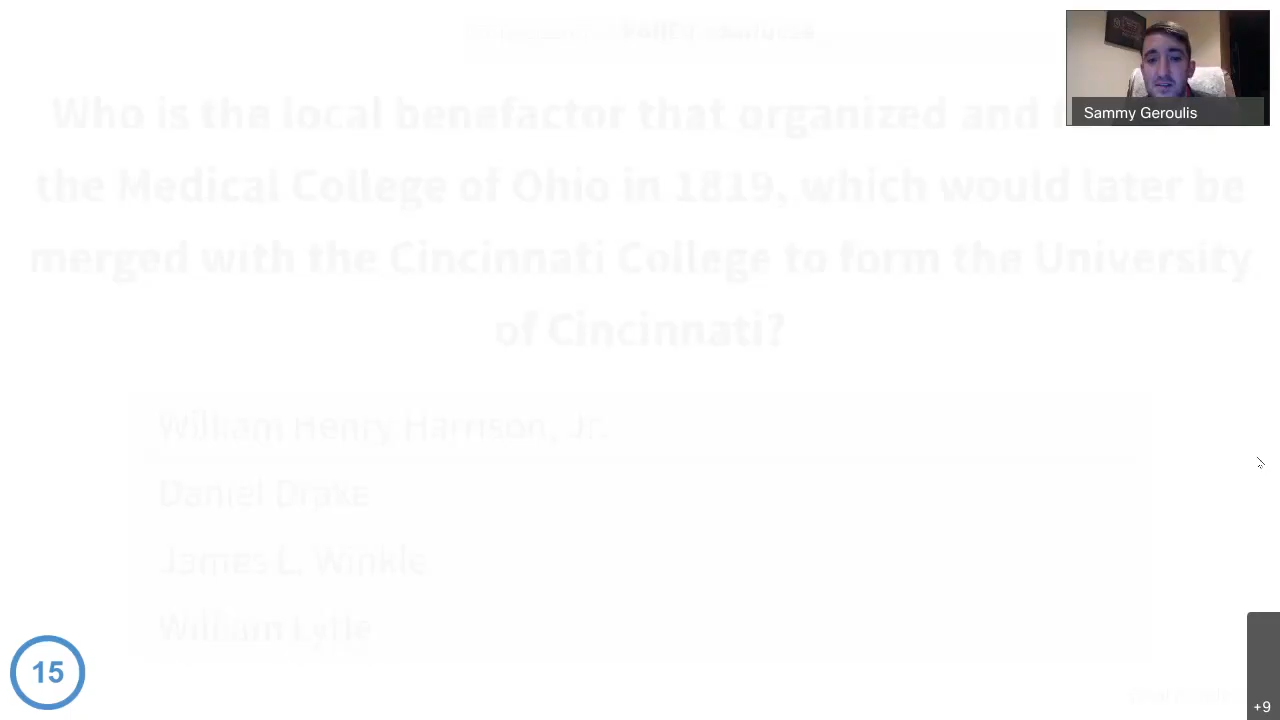 Who is the local benefactor that organized and
Sammy Geroulis
the Medical College of Ohio in 1819, which would later be
merged with the Cincinnati College to form the University
of Cincinnati?
William Henry Harrison, Jr.
Daniel Drake
James L. Winkle
William Lytle
15
+9